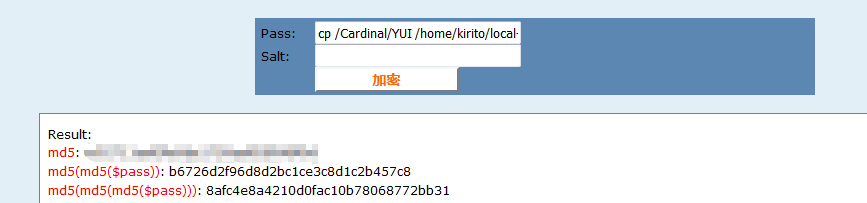 Pass: cp /Cardinal/YUI /home/kirito/local-
Salt:
加密
Result:
md5:
md5(md5($pass)): b6726d2f96d8d2bc1ce3c8d1c2b457c8
md5(md5(md5($pass))): 8afc4e8a4210d0fac10b78068772bb31